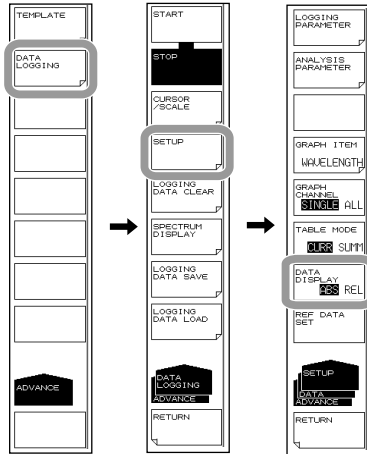 TEMPLATE
DATA
LOGGING
ADVANCE
START
STOP
CURSOR
/SCALE
SETUP
LOGGING
DATA CLEAR
SPECTRUM
DISPLAY
LOGGING
DATA SAVE
LOGGING
DATA LOAD
DATA
LOGGING
ADVANCE
RETURN
LOGGING
PARAMETER
ANALYSIS
PARAMETER
GRAPH ITEM
WAVELENGTH
GRAPH
CHANNEL
SINGLE ALL
TABLE MODE
CURR SUMM
DATA
DISPLAY
ABS REL
REF DATA
SET
SETUP
DATA
ADVANCE
RETURN